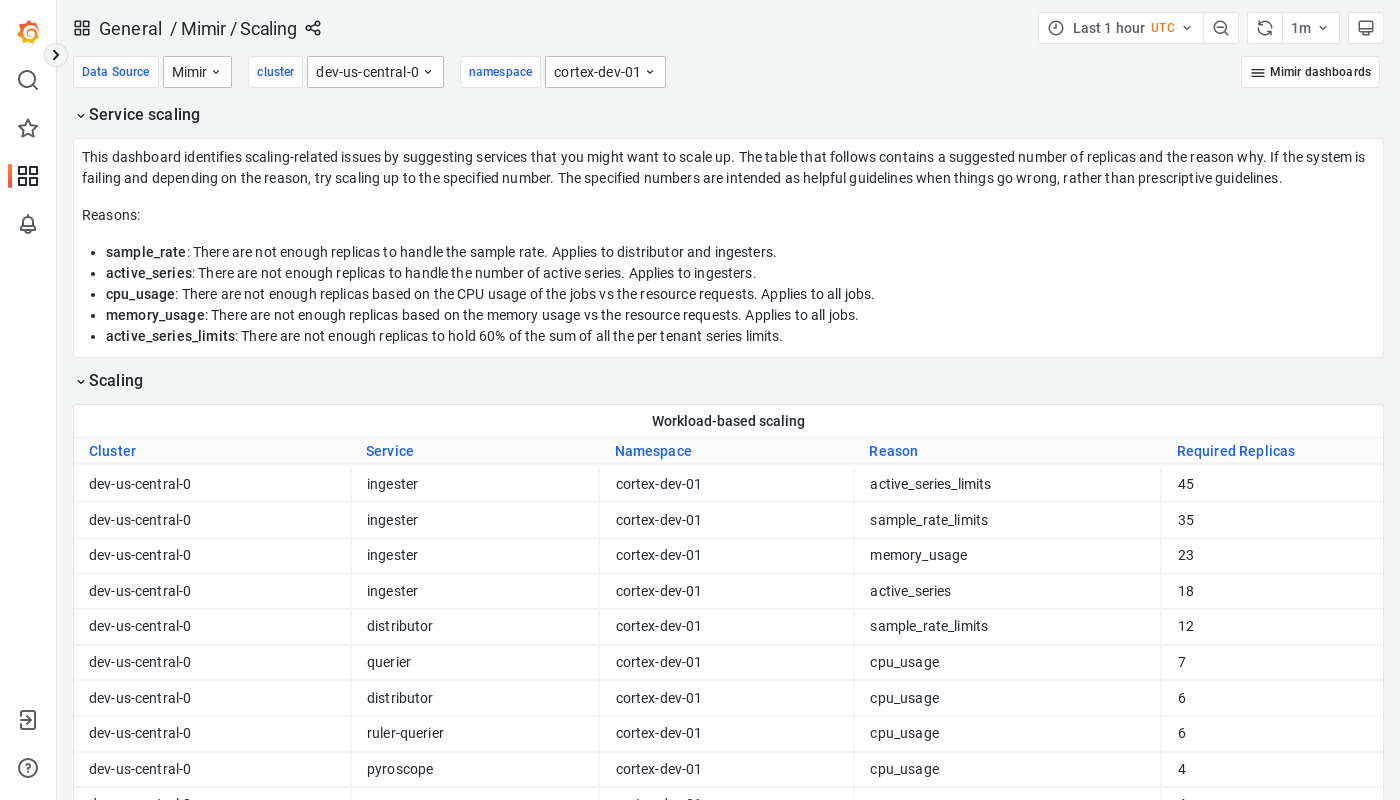 General / Mimir / Scaling
Last 1 hour UTC
1m
Data Source Mimir cluster dev-us-central-0 namespace cortex-dev-01 Mimir dashboards
Service scaling
This dashboard identifies scaling-related issues by suggesting services that you might want to scale up. The table that follows contains a suggested number of replicas and the reason why. If the system is
failing and depending on the reason, try scaling up to the specified number. The specified numbers are intended as helpful guidelines when things go wrong, rather than prescriptive guidelines.
Reasons:
• sample_rate: There are not enough replicas to handle the sample rate. Applies to distributor and ingesters.
• active_series: There are not enough replicas to handle the number of active series. Applies to ingesters.
• cpu_usage: There are not enough replicas based on the CPU usage of the jobs vs the resource requests. Applies to all jobs.
• memory_usage: There are not enough replicas based on the memory usage vs the resource requests. Applies to all jobs.
• active_series_limits: There are not enough replicas to hold 60% of the sum of all the per tenant series limits.
Scaling
Workload-based scaling
Cluster Service Namespace Reason Required Replicas
dev-us-central-0 ingester cortex-dev-01 active_series_limits 45
dev-us-central-0 ingester cortex-dev-01 sample_rate_limits 35
dev-us-central-0 ingester cortex-dev-01 memory_usage 23
dev-us-central-0 ingester cortex-dev-01 active_series 18
dev-us-central-0 distributor cortex-dev-01 sample_rate_limits 12
dev-us-central-0 querier cortex-dev-01 cpu_usage 7
dev-us-central-0 distributor cortex-dev-01 cpu_usage 6
dev-us-central-0 ruler-querier cortex-dev-01 cpu_usage 6
dev-us-central-0 pyroscope cortex-dev-01 cpu_usage 4